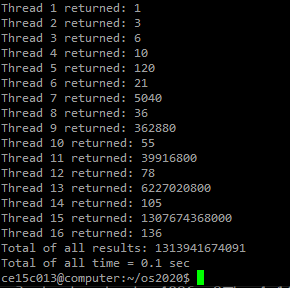 Thread 1 returned: 1
Thread 2 returned: 3
Thread 3 returned: 6
Thread 4 returned: 10
Thread 5 returned: 120
Thread 6 returned: 21
Thread 7 returned: 5040
Thread 8 returned: 36
Thread 9 returned: 362880
Thread 10 returned: 55
Thread 11 returned: 39916800
Thread 12 returned: 78
Thread 13 returned: 6227020800
Thread 14 returned: 105
Thread 15 returned: 1307674368000
Thread 16 returned: 136
Total of all results: 1313941674091
Total of all time = 0.1 sec
ce15c013@computer:~/os2020$